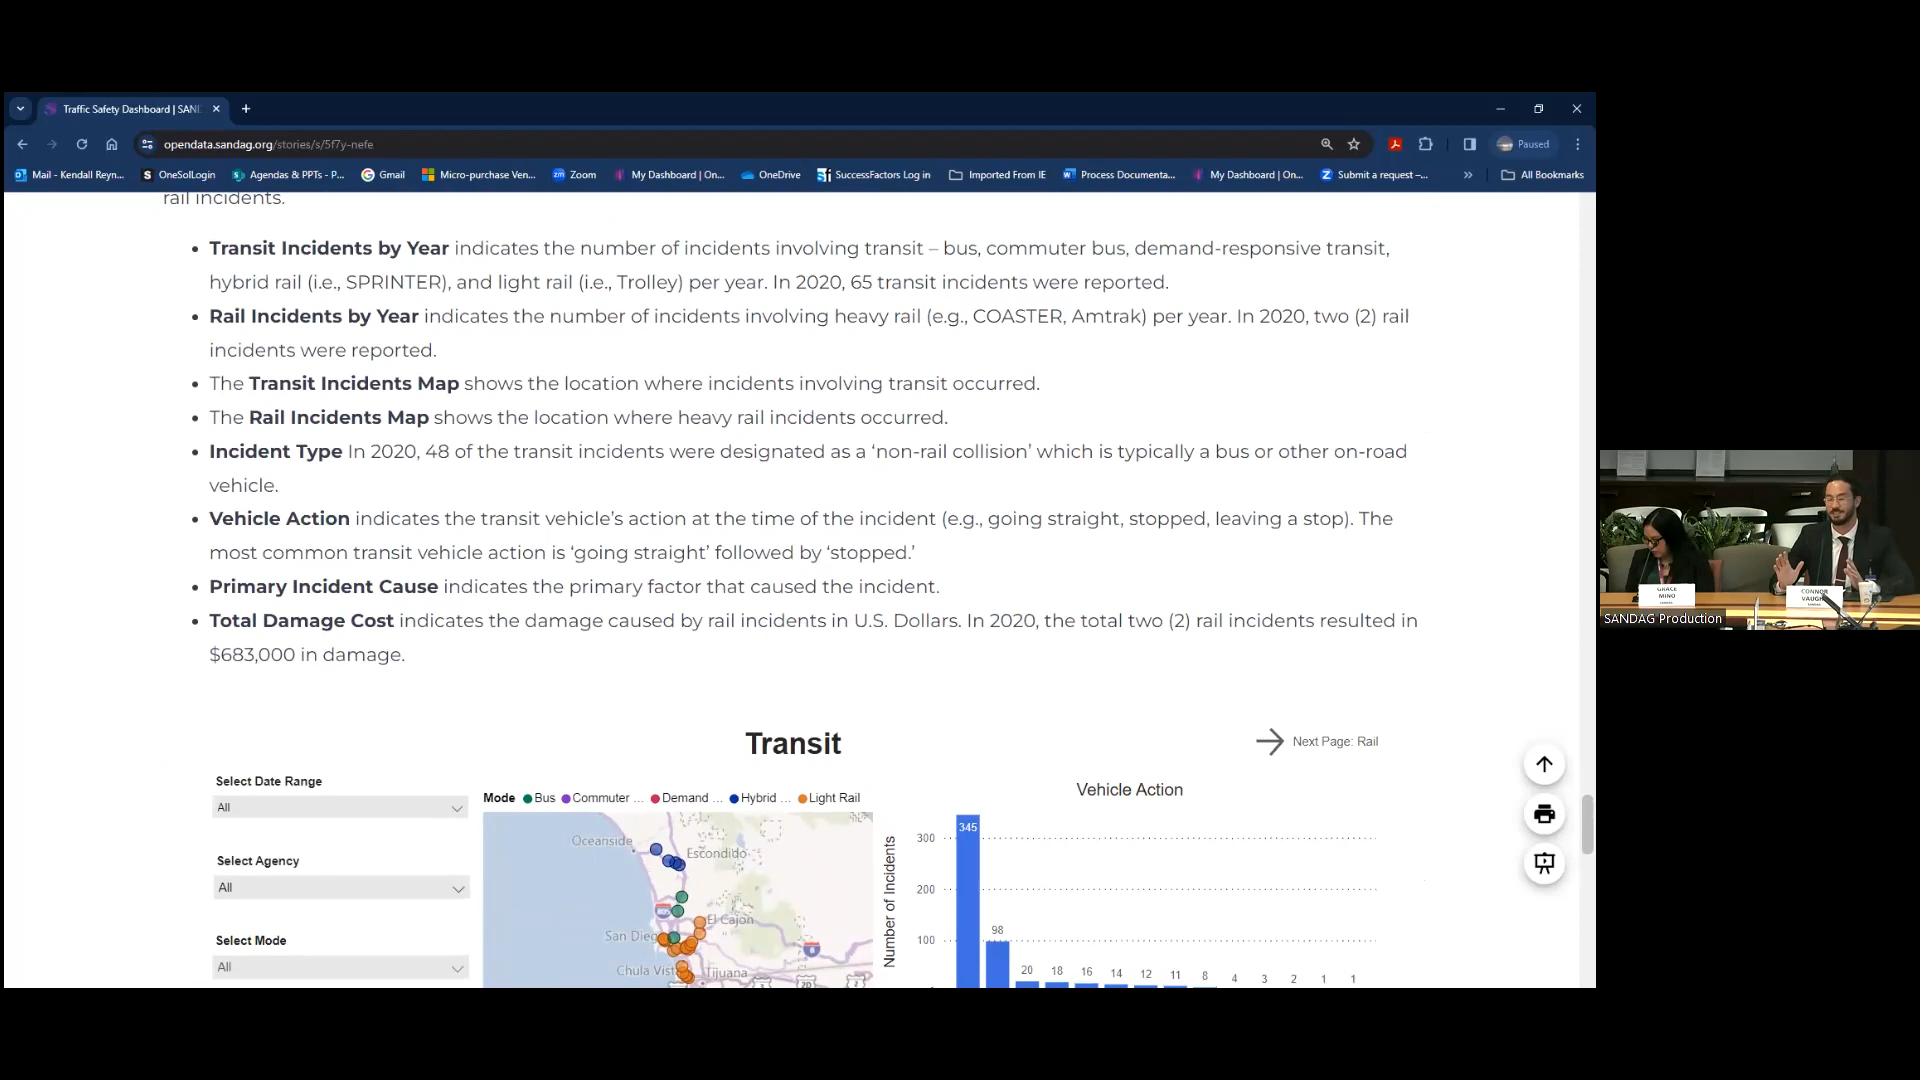 Traffic Safety Dashboard | SAN
opendata.sandag.org/stories/s/5f7y-nefe
Paused
Mail - Kendall Reyn...
OneSolLogin
Agendas & PPTs - P...
Gmail
Micro-purchase Ven...
Zoom
My Dashboard | On...
OneDrive
SuccessFactors Log in
Imported From IE
Process Documenta...
My Dashboard | On...
Submit a request –...
All Bookmarks
rail incidents.
Transit Incidents by Year indicates the number of incidents involving transit – bus, commuter bus, demand-responsive transit,
hybrid rail (i.e., SPRINTER), and light rail (i.e., Trolley) per year. In 2020, 65 transit incidents were reported.
Rail Incidents by Year indicates the number of incidents involving heavy rail (e.g., COASTER, Amtrak) per year. In 2020, two (2) rail
incidents were reported.
The Transit Incidents Map shows the location where incidents involving transit occurred.
The Rail Incidents Map shows the location where heavy rail incidents occurred.
Incident Type In 2020, 48 of the transit incidents were designated as a ‘non-rail collision’ which is typically a bus or other on-road
vehicle.
Vehicle Action indicates the transit vehicle’s action at the time of the incident (e.g., going straight, stopped, leaving a stop). The
most common transit vehicle action is ‘going straight’ followed by ‘stopped.’
Primary Incident Cause indicates the primary factor that caused the incident.
Total Damage Cost indicates the damage caused by rail incidents in U.S. Dollars. In 2020, the total two (2) rail incidents resulted in
$683,000 in damage.
Transit
Next Page: Rail
Select Date Range
All
Select Agency
All
Select Mode
All
Mode Bus Commuter ... Demand ... Hybrid ... Light Rail
Oceanside
Escondido
El Cajon
San Dieg
Chula Vist
Tijuana
Vehicle Action
Number of Incidents
300
200
100
345
98
20 18 16 14 12 11 8 4 3 2 1 1
GRACE
MINO
CONNOR
VAUGH
SANDAG Production